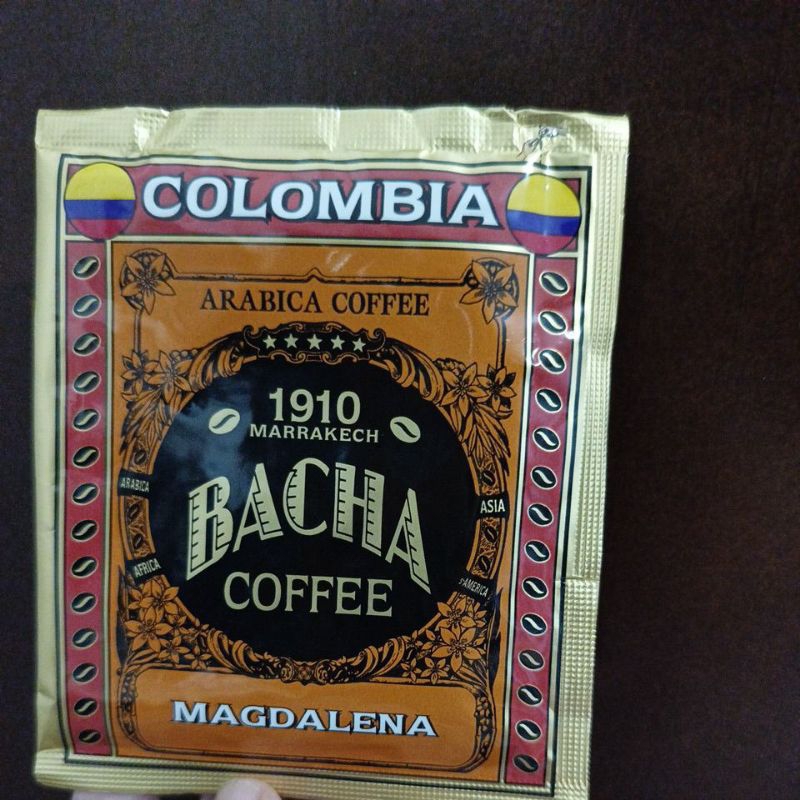 COLOMBIA
ARABICA COFFEE
1910
MARRAKECH
BACHA
COFFEE
ARABICA
ASIA
AFRICA
S AMERICA
MAGDALENA